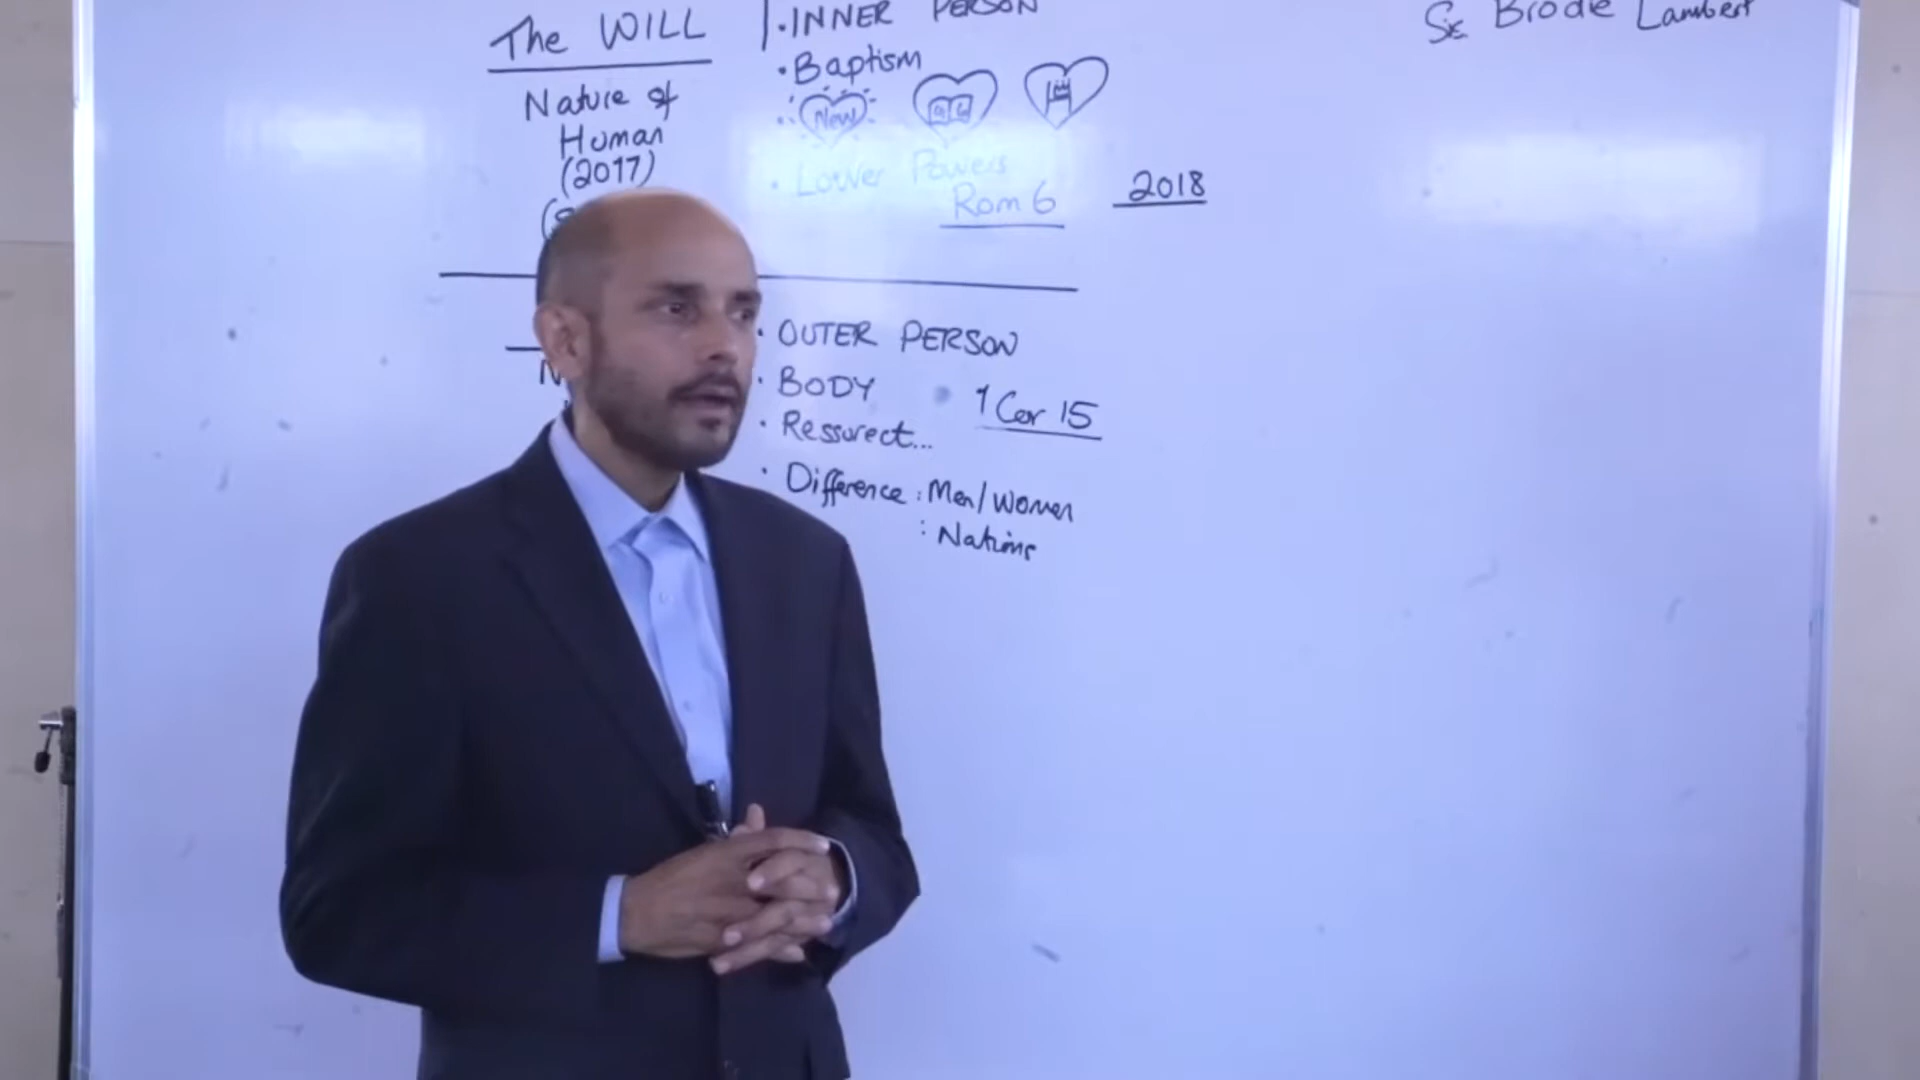 The WILL
Nature of
Human
(2017)
INNER PERSON
Baptism
New
Lower Powers
Rom 6
2018
OUTER PERSON
BODY
Ressurect...
1 Cor 15
Difference : Men/Women
: Nations
Sis Brodie Lambert